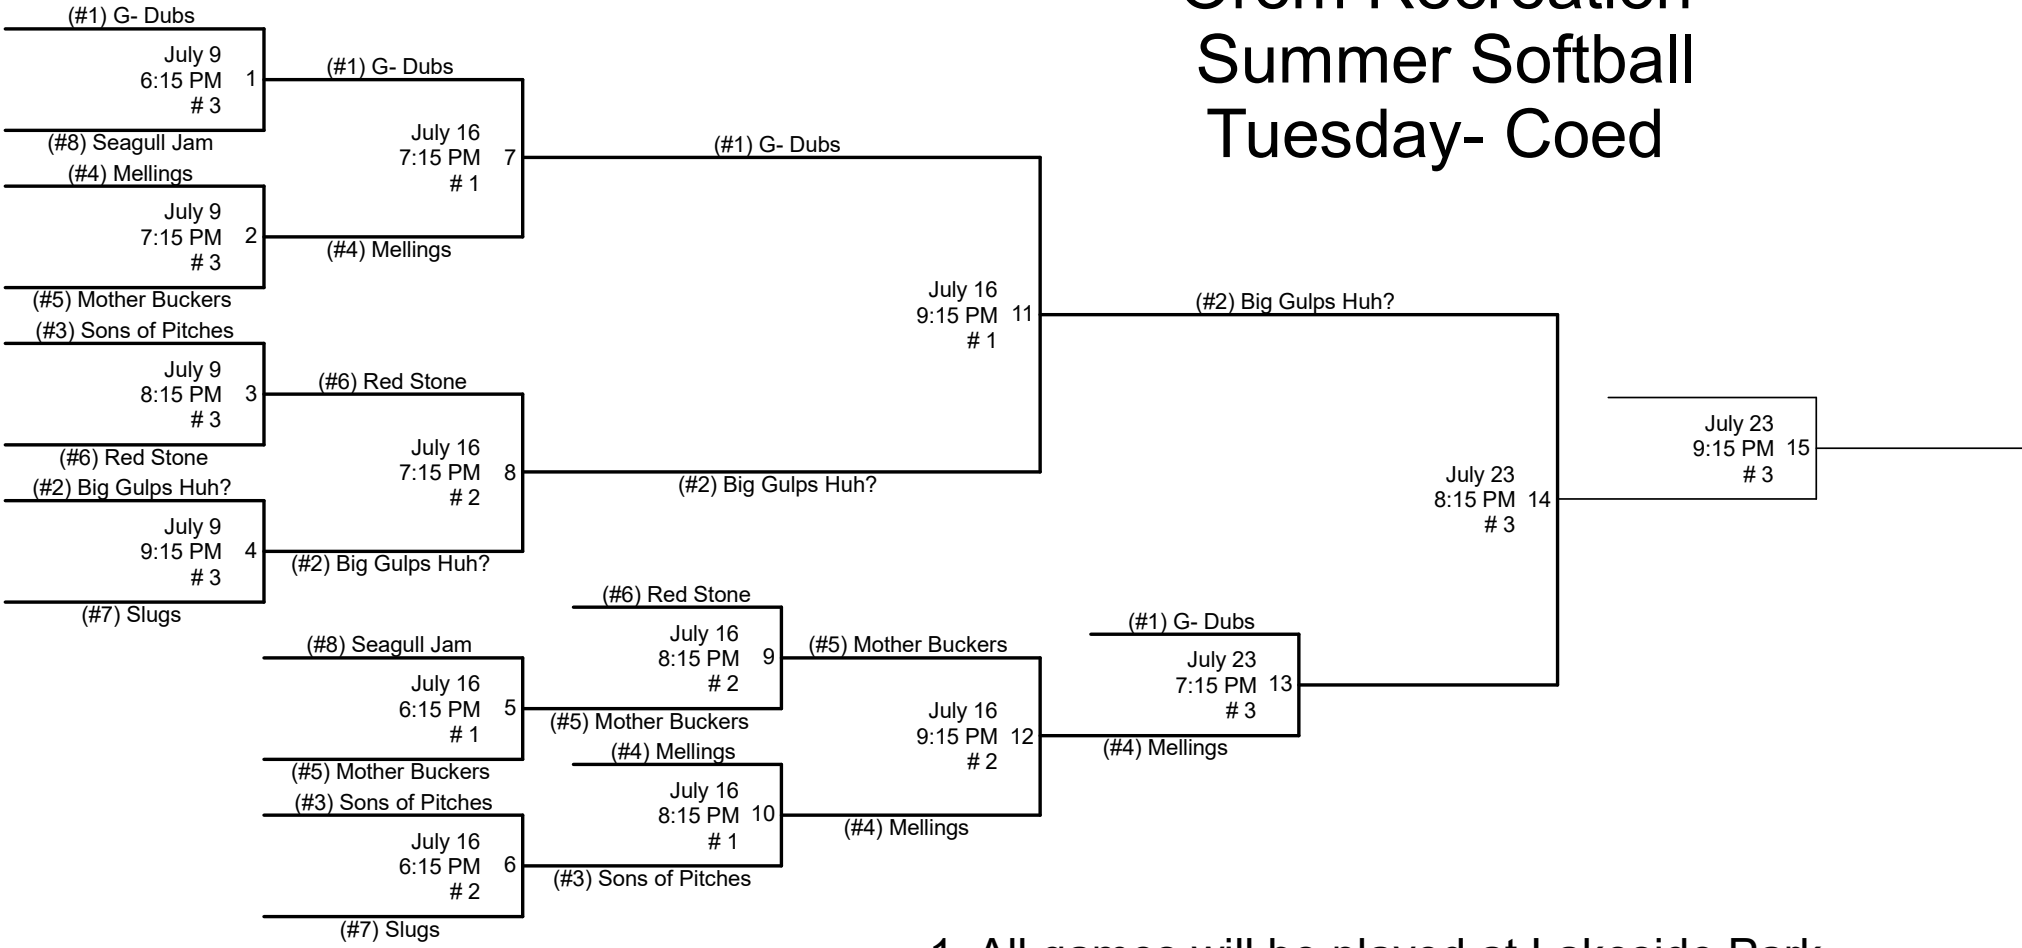 Summer Softball
Tuesday- Coed
(#1) G- Dubs
July 9
6:15 PM 1
# 3
(#8) Seagull Jam
(#4) Mellings
July 9
7:15 PM 2
# 3
(#5) Mother Buckers
(#3) Sons of Pitches
July 9
8:15 PM 3
# 3
(#6) Red Stone
(#2) Big Gulps Huh?
July 9
9:15 PM 4
# 3
(#7) Slugs
(#1) G- Dubs
July 16
7:15 PM 7
# 1
(#4) Mellings
(#6) Red Stone
July 16
7:15 PM 8
# 2
(#2) Big Gulps Huh?
(#8) Seagull Jam
July 16
6:15 PM 5
# 1
(#5) Mother Buckers
(#3) Sons of Pitches
July 16
6:15 PM 6
# 2
(#7) Slugs
(#6) Red Stone
July 16
8:15 PM 9
# 2
(#5) Mother Buckers
(#4) Mellings
July 16
8:15 PM 10
# 1
(#3) Sons of Pitches
(#1) G- Dubs
July 16
9:15 PM 11
# 1
(#2) Big Gulps Huh?
(#5) Mother Buckers
July 16
9:15 PM 12
# 2
(#4) Mellings
(#1) G- Dubs
July 23
7:15 PM 13
# 3
(#4) Mellings
(#2) Big Gulps Huh?
July 23
8:15 PM 14
# 3
July 23
9:15 PM 15
# 3
1. All games will be played at Lakeside Park